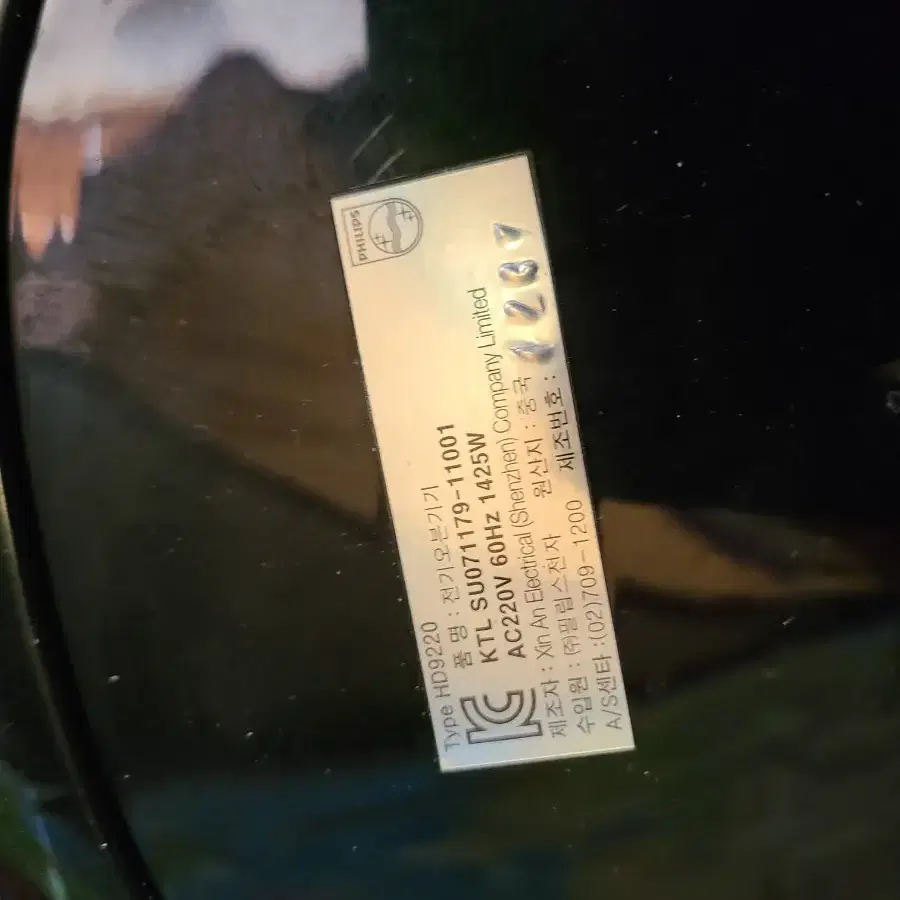 PHILIPS
Type HD9220
품 명 : 전기오븐기기
KTL SU071179-11001
AC220V 60Hz 1425W
제조자 : Xin An Electrical (Shenzhen) Company Limited
수입원 : (주)필립스전자 원산지 : 중국
A/S센타 : (02)709-1200 제조번호 : 1207